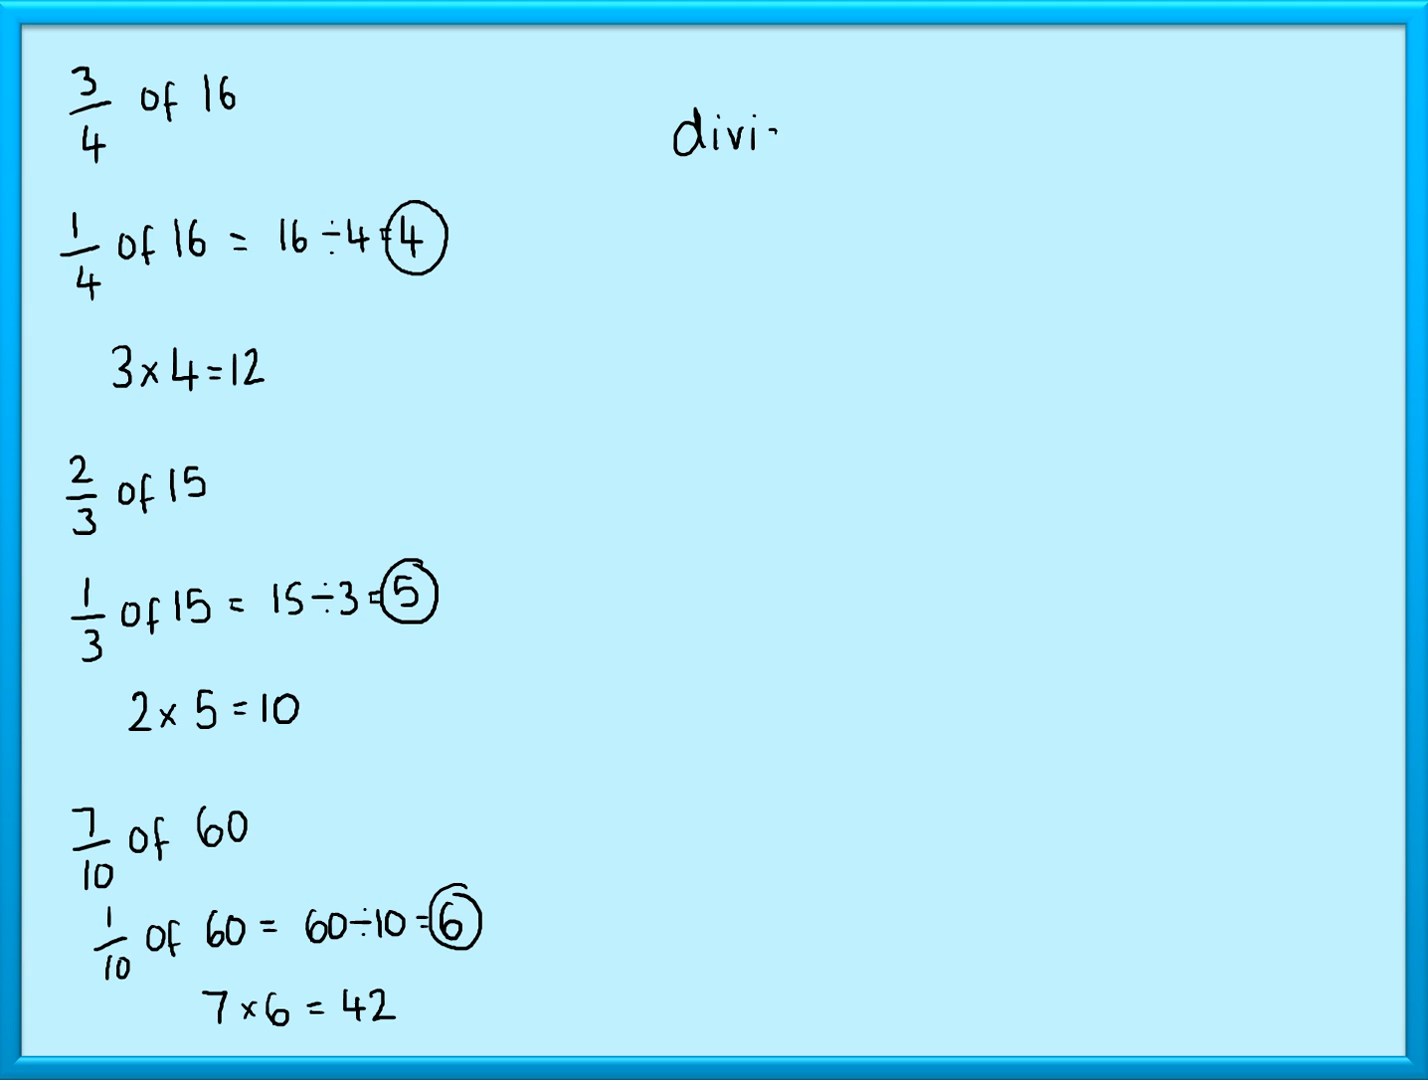 3/4 of 16
divi
1/4 of 16 = 16 ÷ 4 = 4
3 x 4 = 12
2/3 of 15
1/3 of 15 = 15 ÷ 3 = 5
2 x 5 = 10
7/10 of 60
1/10 of 60 = 60 ÷ 10 = 6
7 x 6 = 42